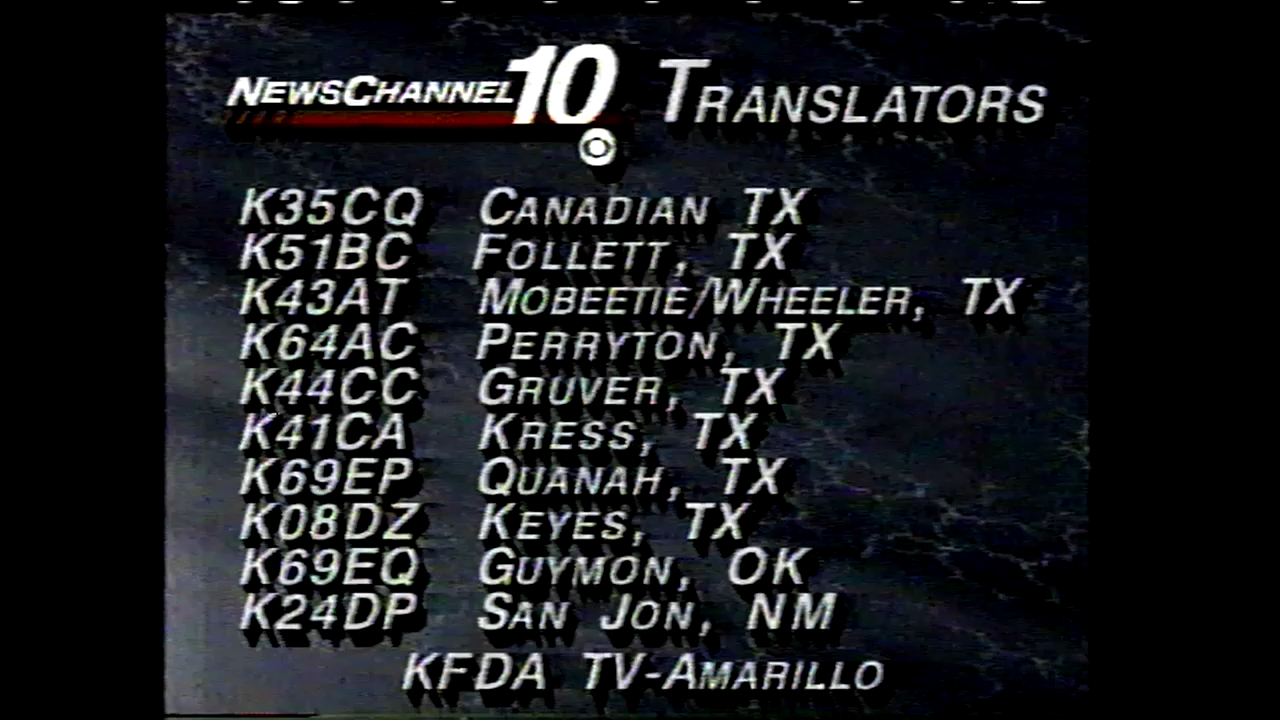 NEWSCHANNEL 10 TRANSLATORS
K35CQ CANADIAN TX
K51BC FOLLETT, TX
K43AT MOBEETIE/WHEELER, TX
K64AC PERRYTON, TX
K44CC GRUVER, TX
K41CA KRESS, TX
K69EP QUANAH, TX
K08DZ KEYES, TX
K69EQ GUYMON, OK
K24DP SAN JON, NM
KFDA TV-AMARILLO